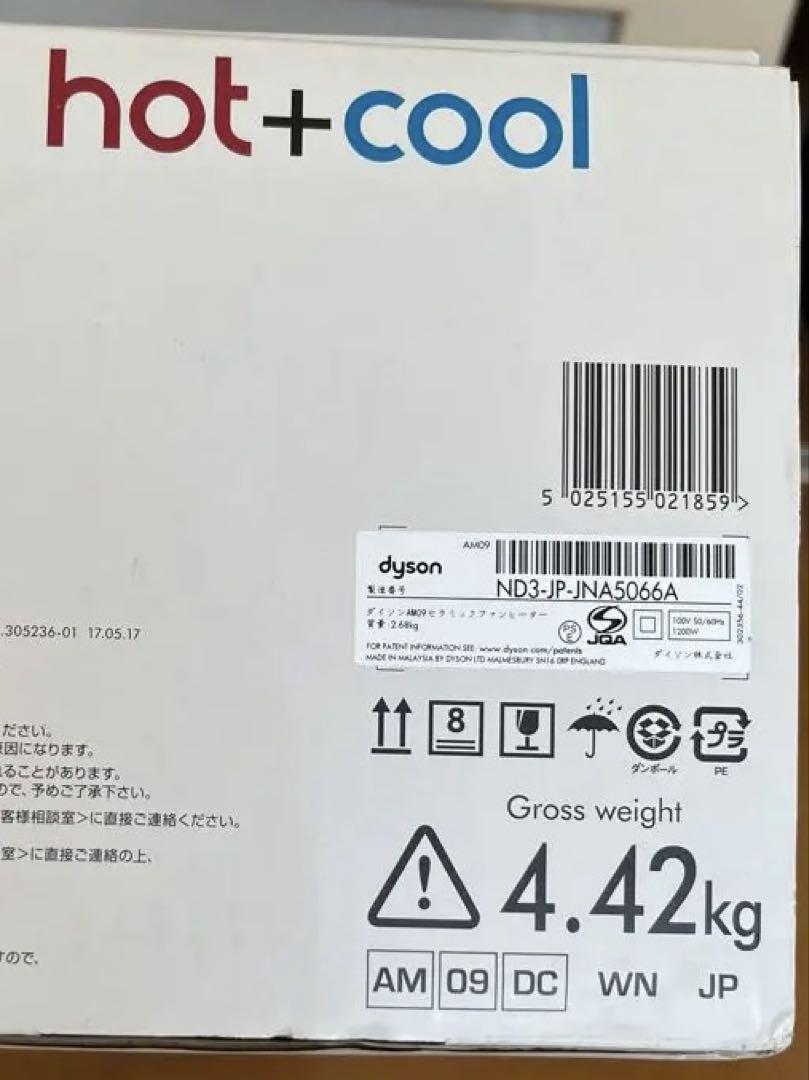 hot+cool
5 025155 021859 >
AM09
dyson
製造番号
ND3-JP-JNA5066A
ダイソンAM09セラミックファンヒーター
質量: 2.68kg
PS
E
JQA
100V 50/60Hz
1200W
302356-44/02
FOR PATENT INFORMATION SEE: www.dyson.com/patents
ダイソン株式会社
MADE IN MALAYSIA BY DYSON LTD MALMESBURY SN16 0RP ENGLAND
.305236-01 17.05.17
8
プラ
ダンボール
PE
ださい。
因になります。
ることがあります。
ので、予めご了承下さい。
客様相談室>に直接ご連絡ください。
室>に直接ご連絡の上、
すので、
Gross weight
4.42kg
AM 09 DC WN JP